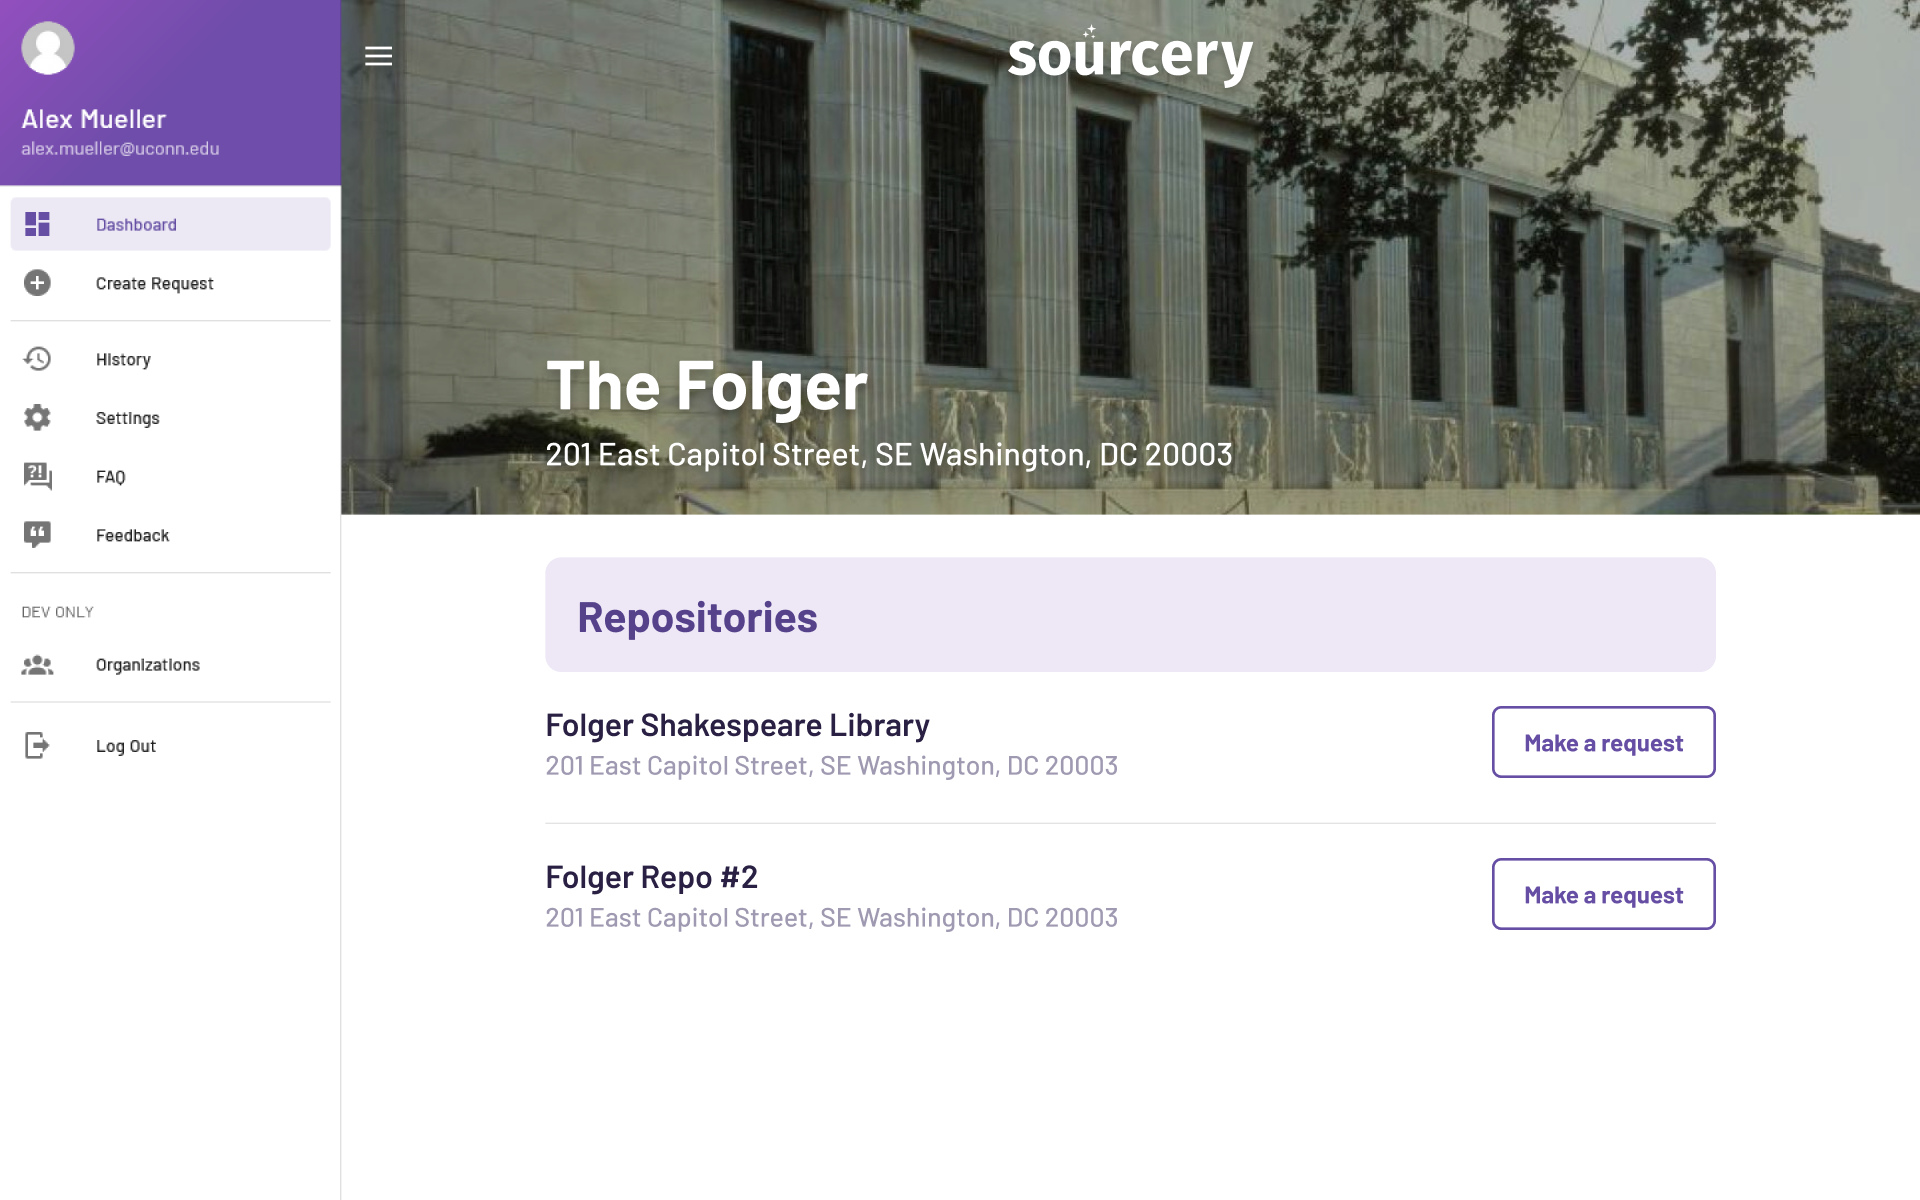 Alex Mueller
alex.mueller@uconn.edu
Dashboard
Create Request
History
Settings
?!
FAQ
Feedback
DEV ONLY
Organizations
Log Out
sourcery
The Folger
201 East Capitol Street, SE Washington, DC 20003
Repositories
Folger Shakespeare Library
201 East Capitol Street, SE Washington, DC 20003
Make a request
Folger Repo #2
201 East Capitol Street, SE Washington, DC 20003
Make a request